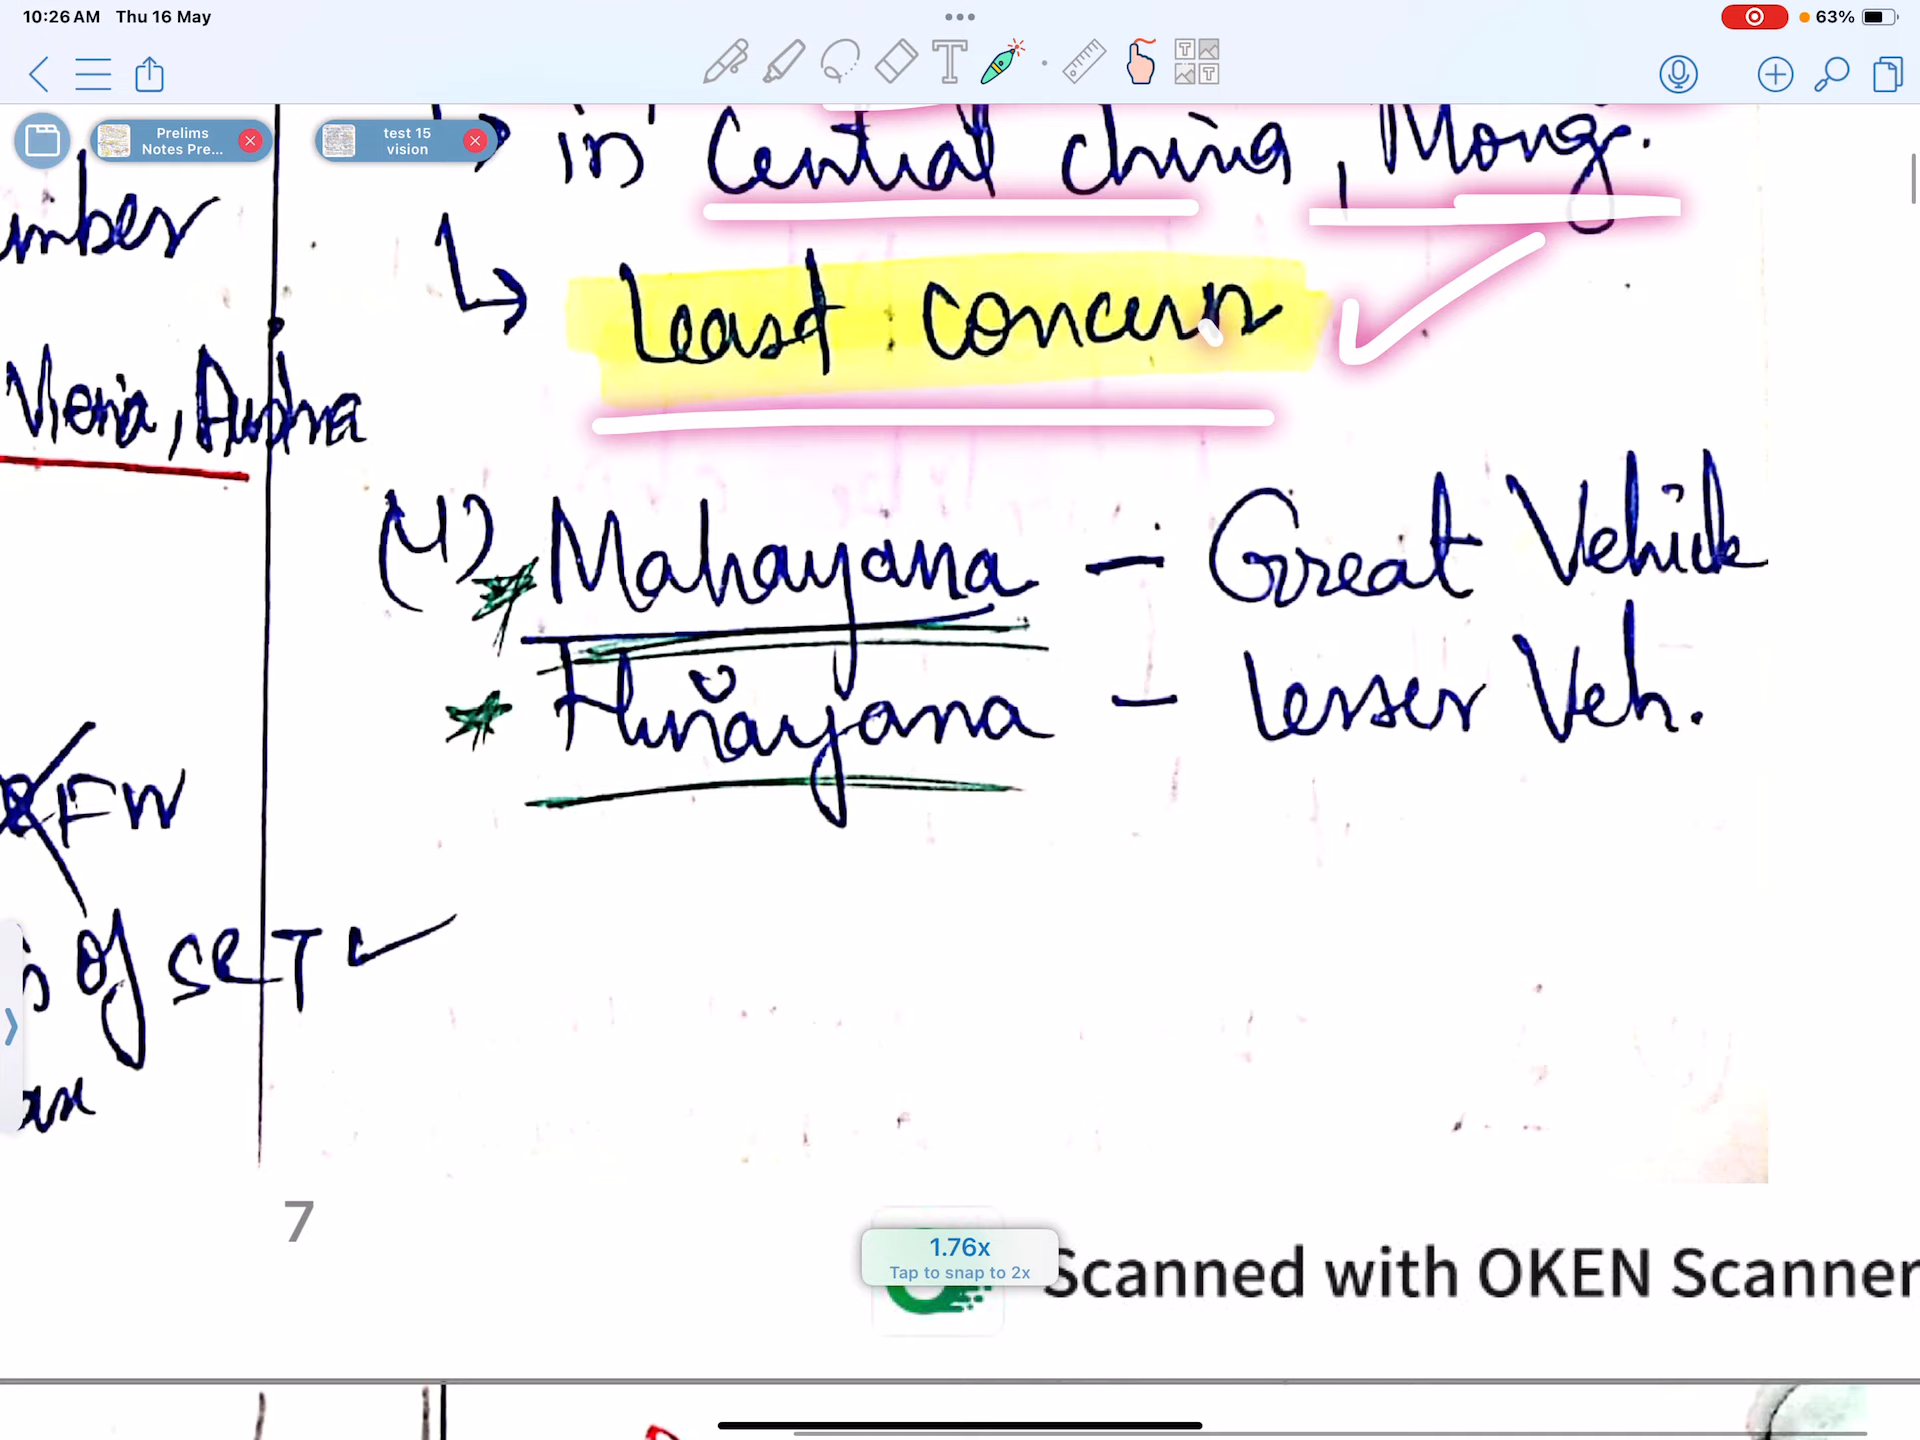 10:26 AM Thu 16 May
63%
Prelims
Notes Pre...
test 15
vision
in Central China, Mong.
Least concern
(4) Mahayana – Great Vehicle
Hinayana – lesser Veh.
mber
, Andhra
FW
of SET
7
1.76x
Tap to snap to 2x
Scanned with OKEN Scanner